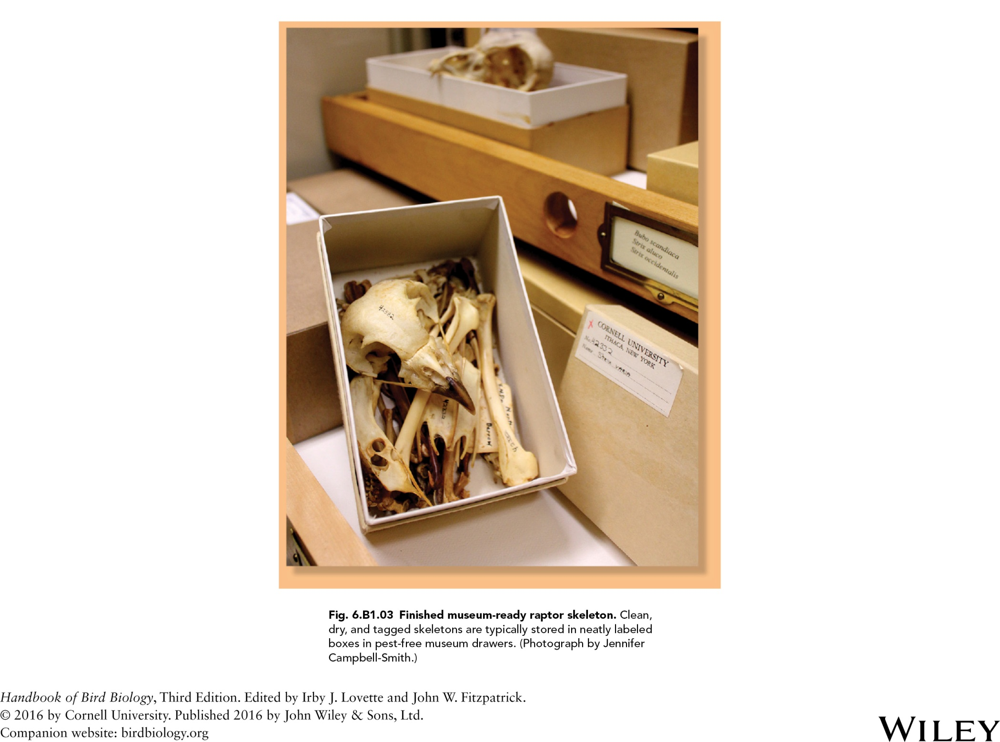 42332
Bubo scandiaca
Strix aluco
Strix occidentalis
X CORNELL UNIVERSITY
ITHACA, NEW YORK
No. 42332
Name Strix varia
42332
Barrow
Fig. 6.B1.03 Finished museum-ready raptor skeleton. Clean,
dry, and tagged skeletons are typically stored in neatly labeled
boxes in pest-free museum drawers. (Photograph by Jennifer
Campbell-Smith.)
Handbook of Bird Biology, Third Edition. Edited by Irby J. Lovette and John W. Fitzpatrick.
© 2016 by Cornell University. Published 2016 by John Wiley & Sons, Ltd.
Companion website: birdbiology.org
WILEY